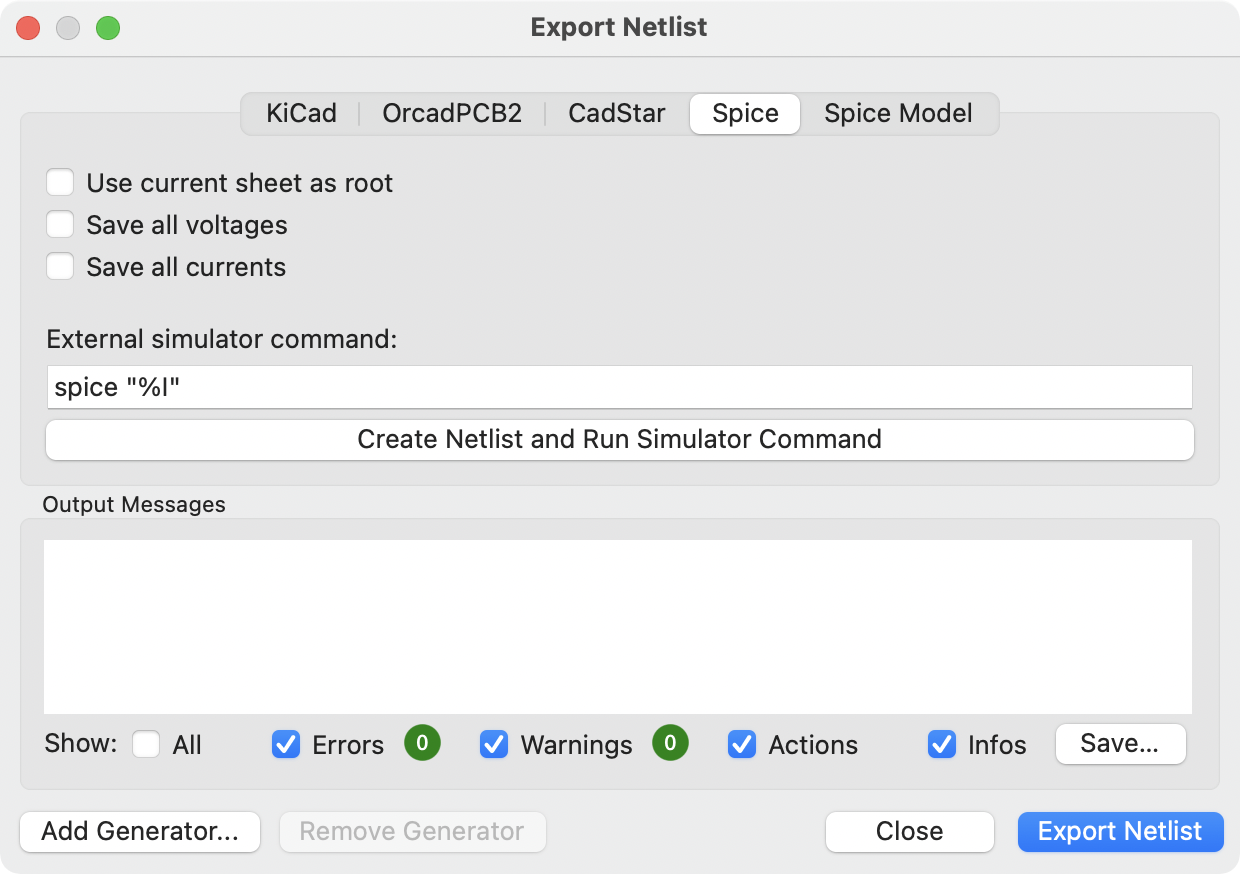 Export Netlist
KiCad OrcadPCB2 CadStar Spice Spice Model
Use current sheet as root
Save all voltages
Save all currents
External simulator command:
spice "%I"
Create Netlist and Run Simulator Command
Output Messages
Show: All Errors 0 Warnings 0 Actions Infos Save...
Add Generator... Remove Generator Close Export Netlist